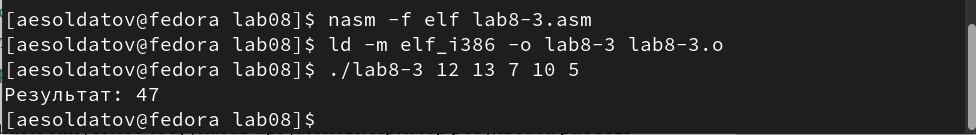 [aesoldatov@fedora lab08]$ nasm -f elf lab8-3.asm
[aesoldatov@fedora lab08]$ ld -m elf_i386 -o lab8-3 lab8-3.o
[aesoldatov@fedora lab08]$ ./lab8-3 12 13 7 10 5
Результат: 47
[aesoldatov@fedora lab08]$